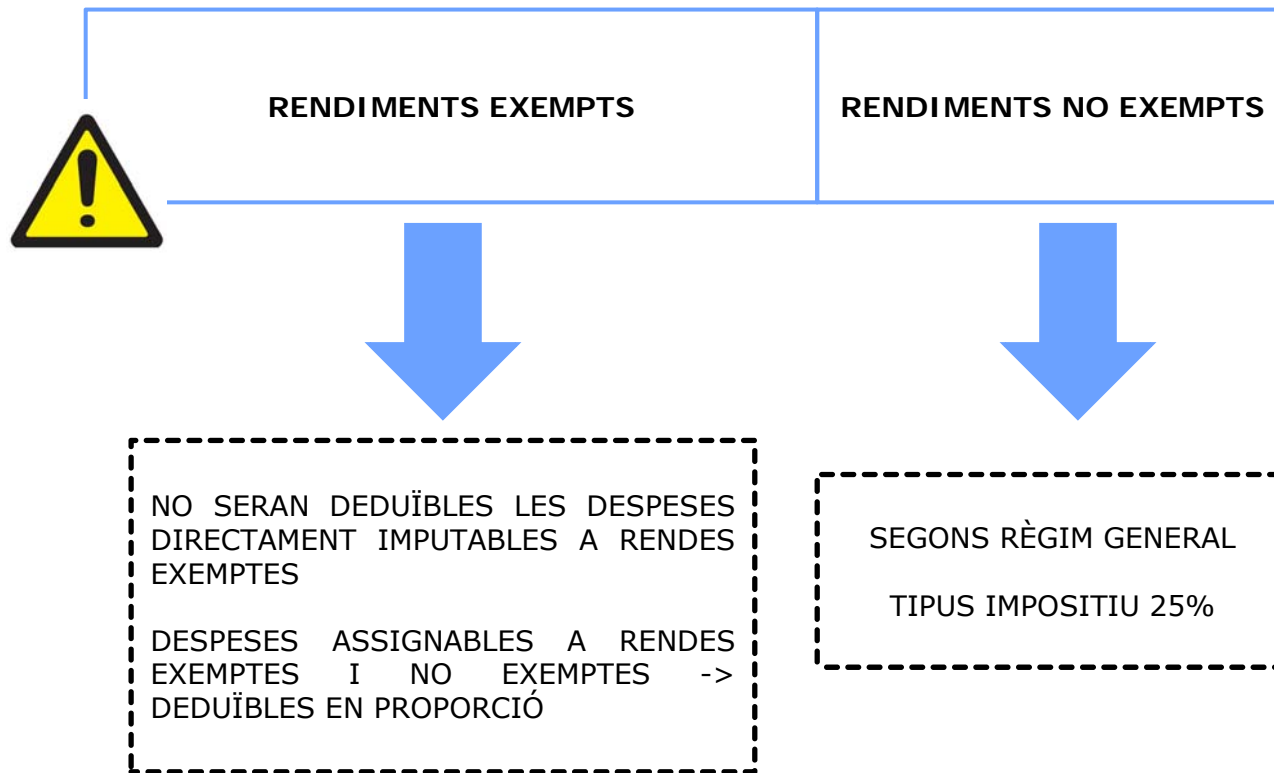 RENDIMENTS EXEMPTS
RENDIMENTS NO EXEMPTS
NO SERAN DEDUÏBLES LES DESPESES
DIRECTAMENT IMPUTABLES A RENDES
EXEMPTES
DESPESES ASSIGNABLES A RENDES
EXEMPTES I NO EXEMPTES ->
DEDUÏBLES EN PROPORCIÓ
SEGONS RÈGIM GENERAL
TIPUS IMPOSITIU 25%